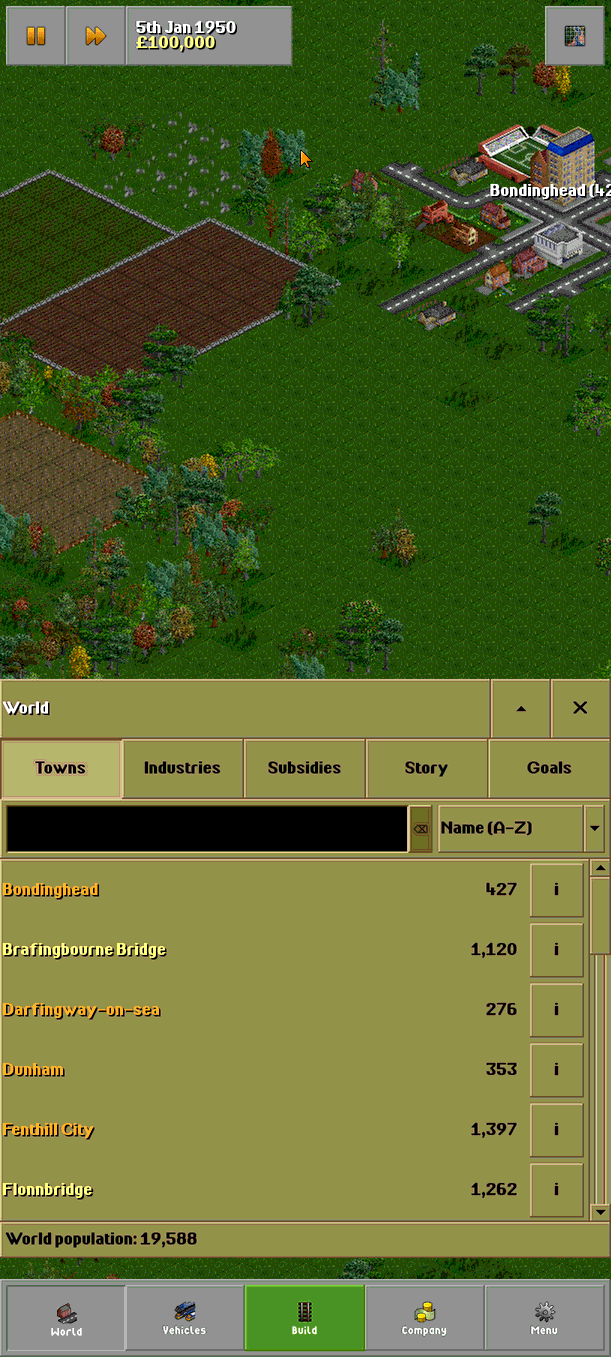 5th Jan 1950
£100,000
Bondinghead (42
World
Towns Industries Subsidies Story Goals
Name (A-Z)
Bondinghead 427 i
Brafingbourne Bridge 1,120 i
Darfingway-on-sea 276 i
Dunham 353 i
Fenthill City 1,397 i
Flonnbridge 1,262 i
World population: 19,588
World Vehicles Build Company Menu